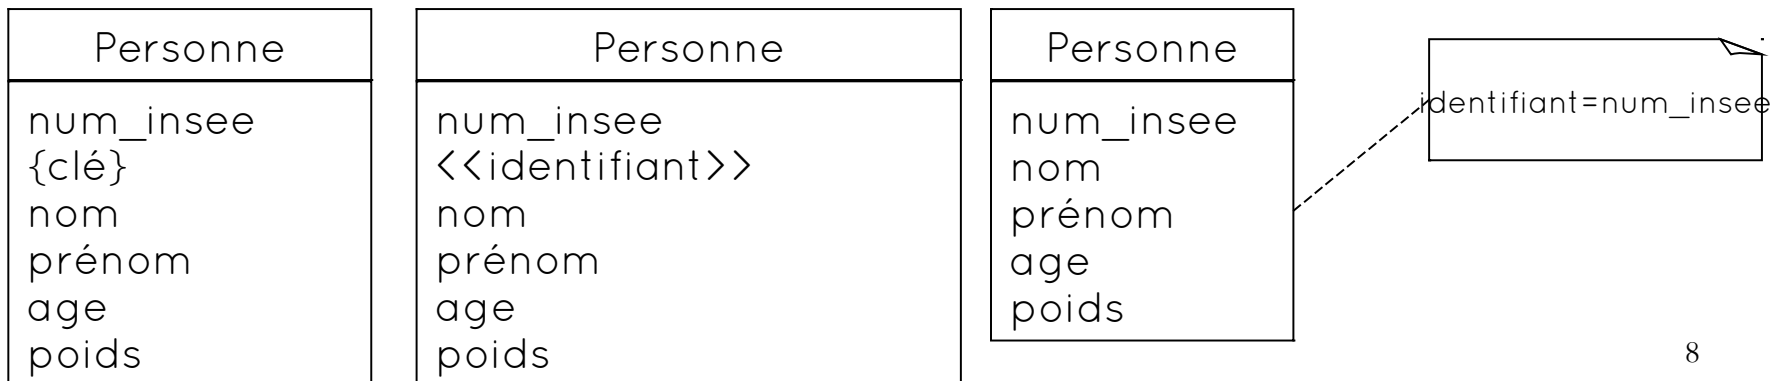 Personne
num_insee
{clé}
nom
prénom
age
poids
Personne
num_insee
<<identifiant>>
nom
prénom
age
poids
Personne
num_insee
nom
prénom
age
poids
identifiant=num_insee
8